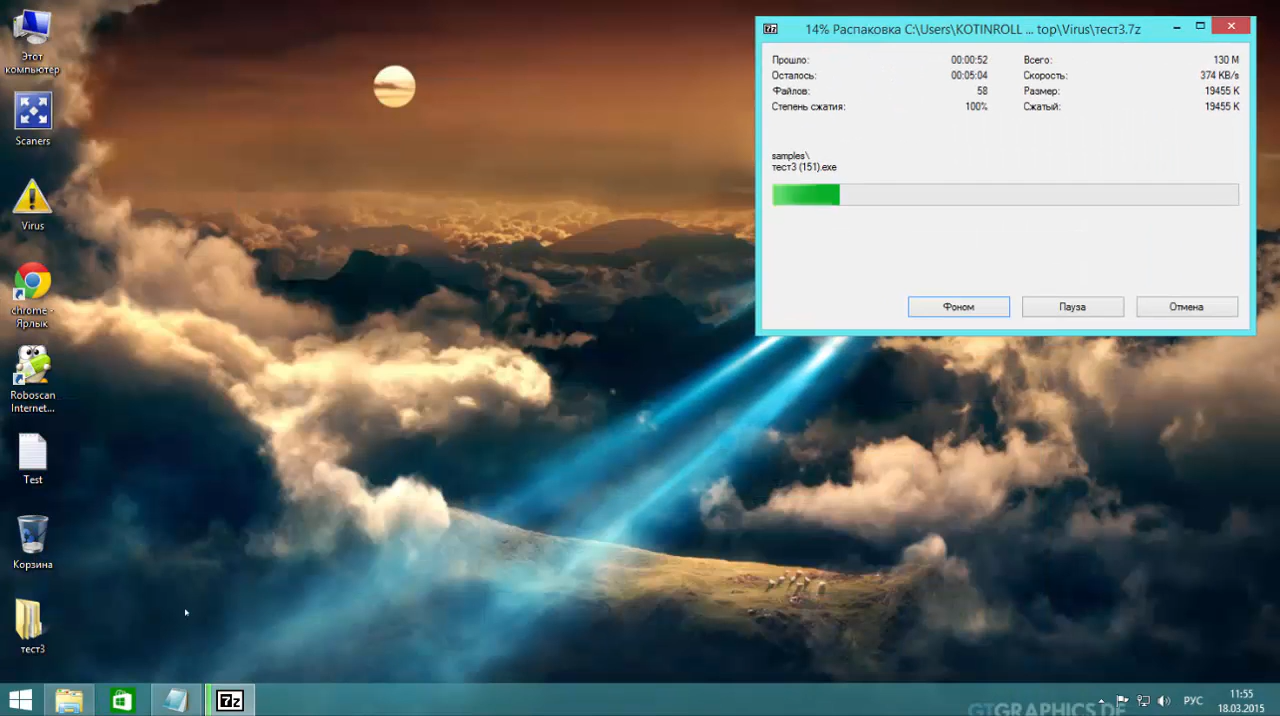 Этот
компьютер
Scaners
Virus
chrome -
Ярлык
Roboscan
Internet...
Test
Корзина
тест3
7z
14% Распаковка C:\Users\KOTINROLL ... top\Virus\тест3.7z
Прошло: 00:00:52 Всего: 130 M
Осталось: 00:05:04 Скорость: 374 KB/s
Файлов: 58 Размер: 19455 K
Степень сжатия: 100% Сжатый: 19455 K
samples\
тест3 (151).exe
Фоном Пауза Отмена
7z
GTGRAPHICS.DE
РУС
11:55
18.03.2015